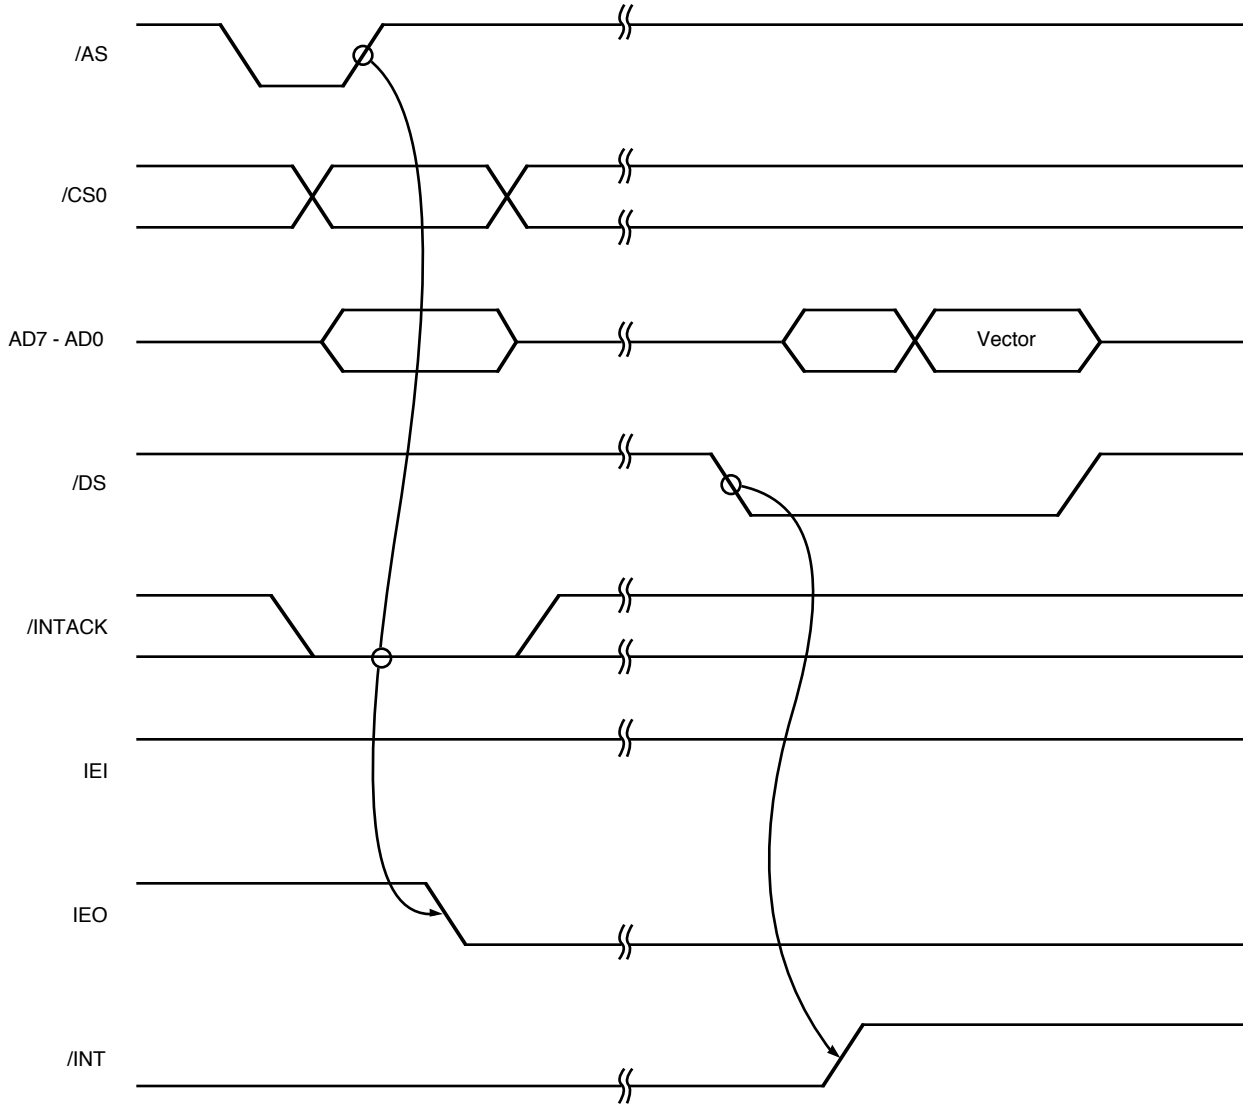 /AS
/CS0
AD7 - AD0
Vector
/DS
/INTACK
IEI
IEO
/INT